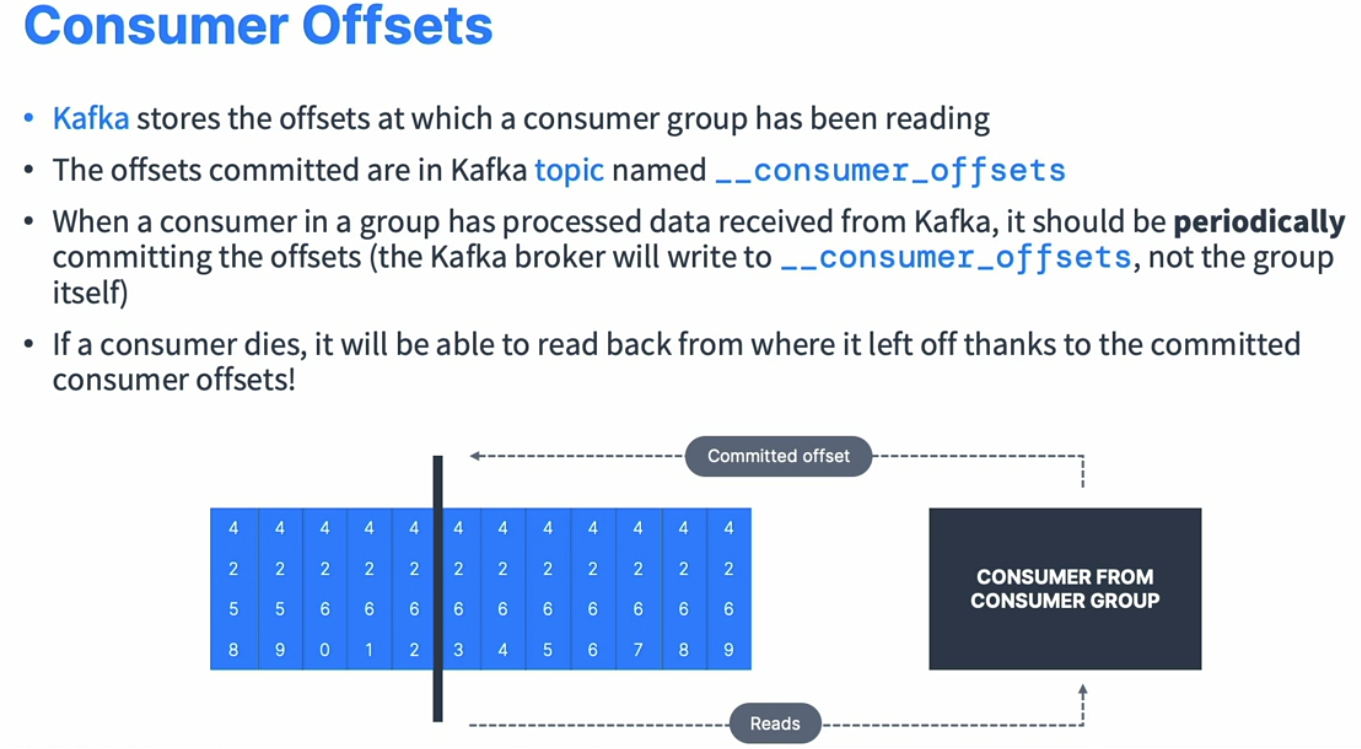 Consumer Offsets
• Kafka stores the offsets at which a consumer group has been reading
• The offsets committed are in Kafka topic named __consumer_offsets
• When a consumer in a group has processed data received from Kafka, it should be periodically
committing the offsets (the Kafka broker will write to __consumer_offsets, not the group
itself)
• If a consumer dies, it will be able to read back from where it left off thanks to the committed
consumer offsets!
Committed offset
4 4 4 4 4 4 4 4 4 4 4 4
2 2 2 2 2 2 2 2 2 2 2 2
5 5 6 6 6 6 6 6 6 6 6 6
8 9 0 1 2 3 4 5 6 7 8 9
CONSUMER FROM
CONSUMER GROUP
Reads